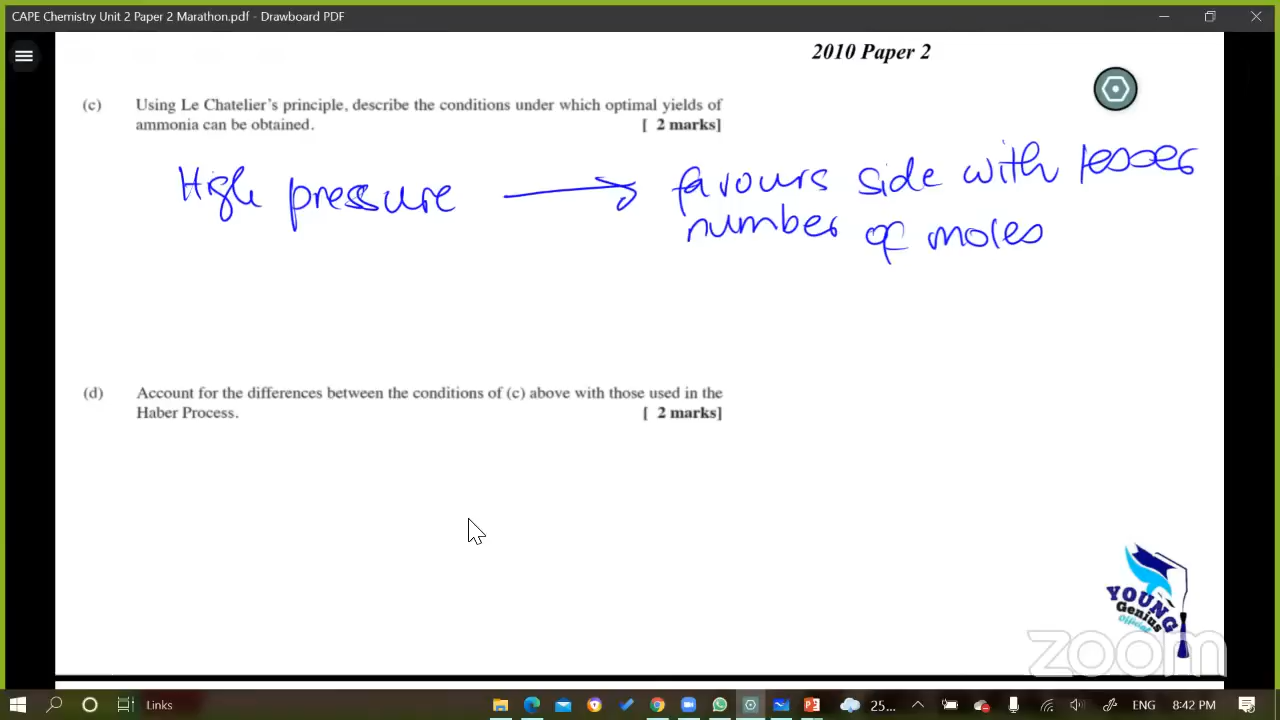 CAPE Chemistry Unit 2 Paper 2 Marathon.pdf - Drawboard PDF
2010 Paper 2
(c) Using Le Chatelier's principle, describe the conditions under which optimal yields of
ammonia can be obtained. [ 2 marks]
High pressure → favours side with lesser
number of moles
(d) Account for the differences between the conditions of (c) above with those used in the
Haber Process. [ 2 marks]
YOUNG
Genius
Official
zoom
Links 25... ENG 8:42 PM